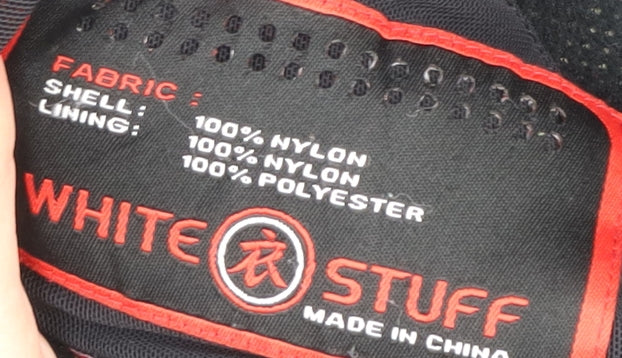 FABRIC :
SHELL: 100% NYLON
LINING: 100% NYLON
100% POLYESTER
WHITE 衣 STUFF
MADE IN CHINA